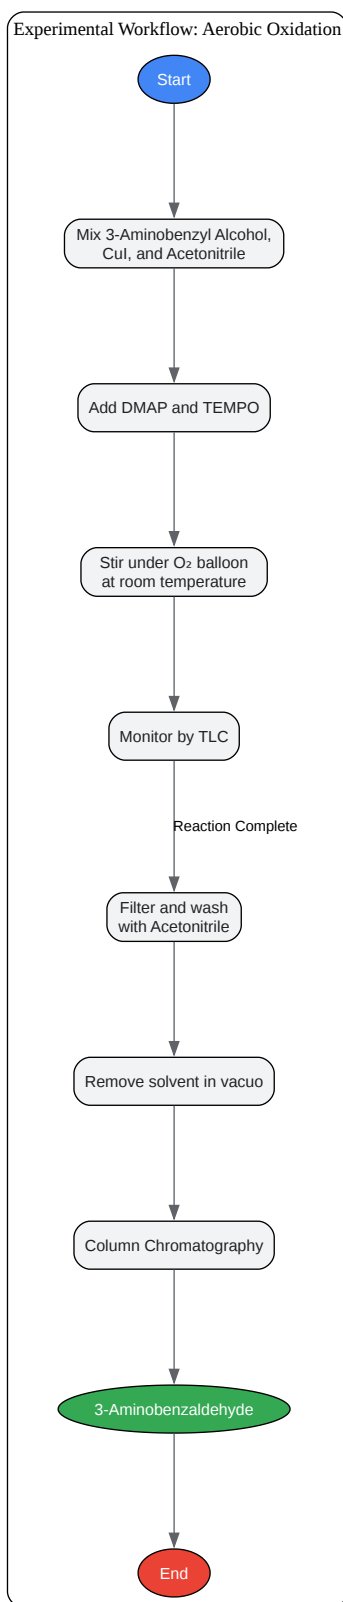 Experimental Workflow: Aerobic Oxidation
Start
Mix 3-Aminobenzyl Alcohol,
CuI, and Acetonitrile
Add DMAP and TEMPO
Stir under O₂ balloon
at room temperature
Monitor by TLC
Reaction Complete
Filter and wash
with Acetonitrile
Remove solvent in vacuo
Column Chromatography
3-Aminobenzaldehyde
End